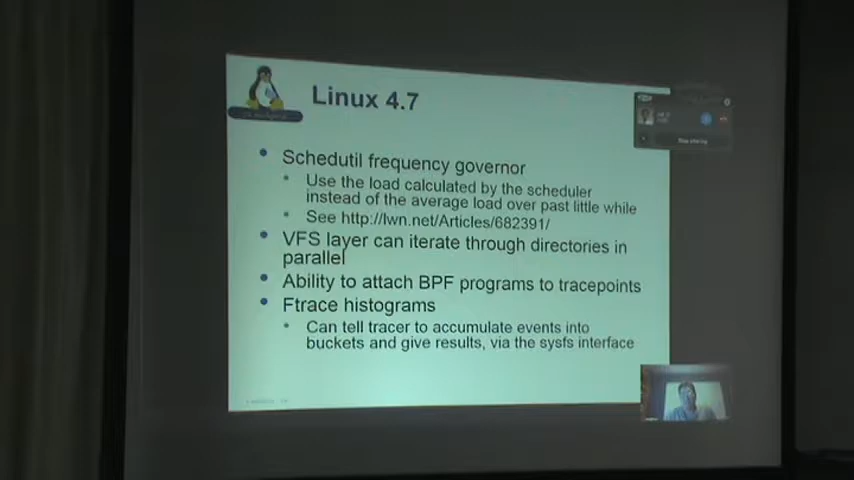 Linux 4.7
Schedutil frequency governor
Use the load calculated by the scheduler
instead of the average load over past little while
See http://lwn.net/Articles/682391/
VFS layer can iterate through directories in
parallel
Ability to attach BPF programs to tracepoints
Ftrace histograms
Can tell tracer to accumulate events into
buckets and give results, via the sysfs interface
Stop sharing